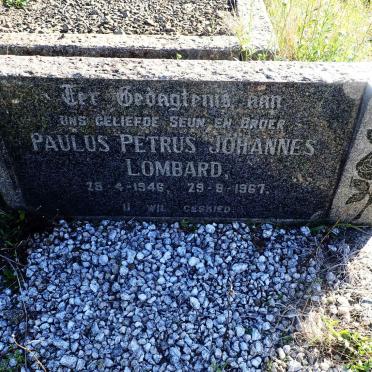 Ter Gedagtenis aan
ONS GELIEFDE SEUN EN BROER
PAULUS PETRUS JOHANNES
LOMBARD,
28-4-1946, 29-8-1967.
U WIL GESKIED.